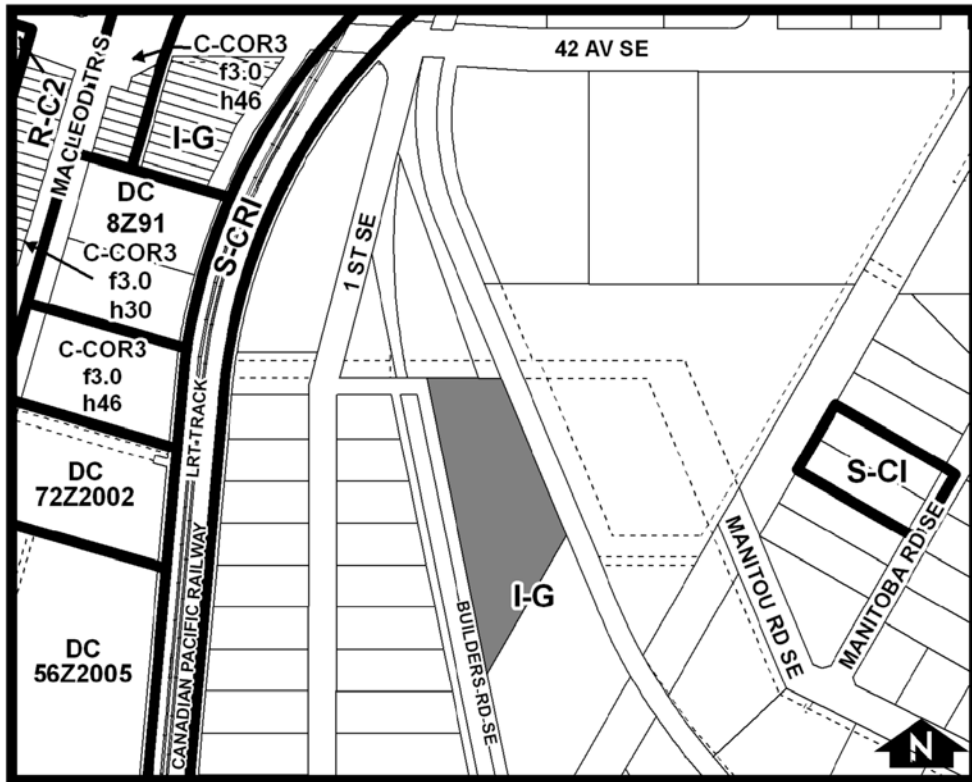 C-COR3
f3.0
h46
42 AV SE
R-C2
MACLEOD TR S
I-G
DC
8Z91
S-CRI
C-COR3
f3.0
h30
1 ST SE
C-COR3
f3.0
h46
LRT-TRACK
DC
72Z2002
S-CI
MANITOU RD SE
MANITOBA RD SE
I-G
BUILDERS-RD-SE
DC
56Z2005
CANADIAN PACIFIC RAILWAY
N